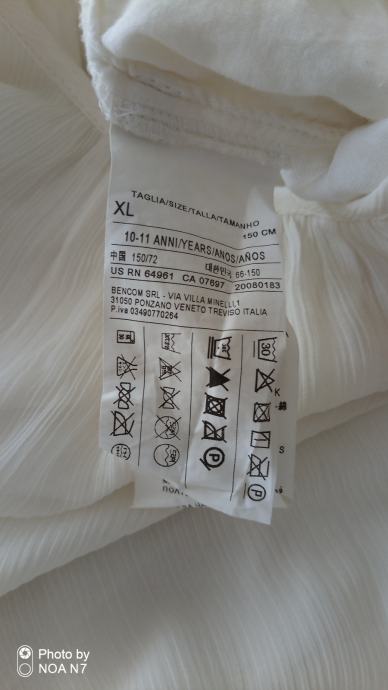 TAGLIA/SIZE/TALLA/TAMANHO
XL 150 CM
10-11 ANNI/YEARS/ANOS/AÑOS
中国 150/72 대한민국 66-150
US RN 64961 CA 07697 20080183
BENCOM SRL - VIA VILLA MINELLI,1
31050 PONZANO VENETO TREVISO ITALIA
P.iva 03490770264
30
K
S
P
P
Photo by
NOA N7